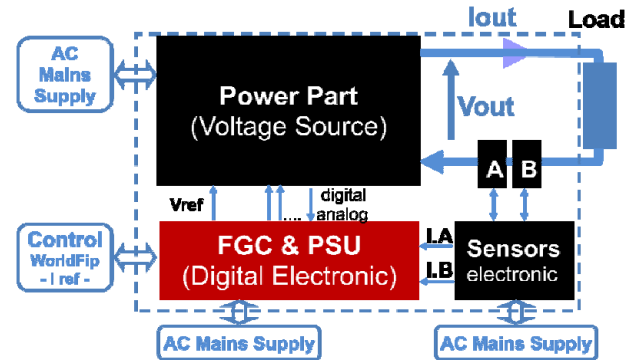 Iout
Load
AC
Mains
Supply
Power Part
(Voltage Source)
Vout
A
B
Vref
....
digital
analog
Control
WorldFip
- I ref -
FGC & PSU
(Digital Electronic)
I.A
I.B
Sensors
electronic
AC Mains Supply
AC Mains Supply